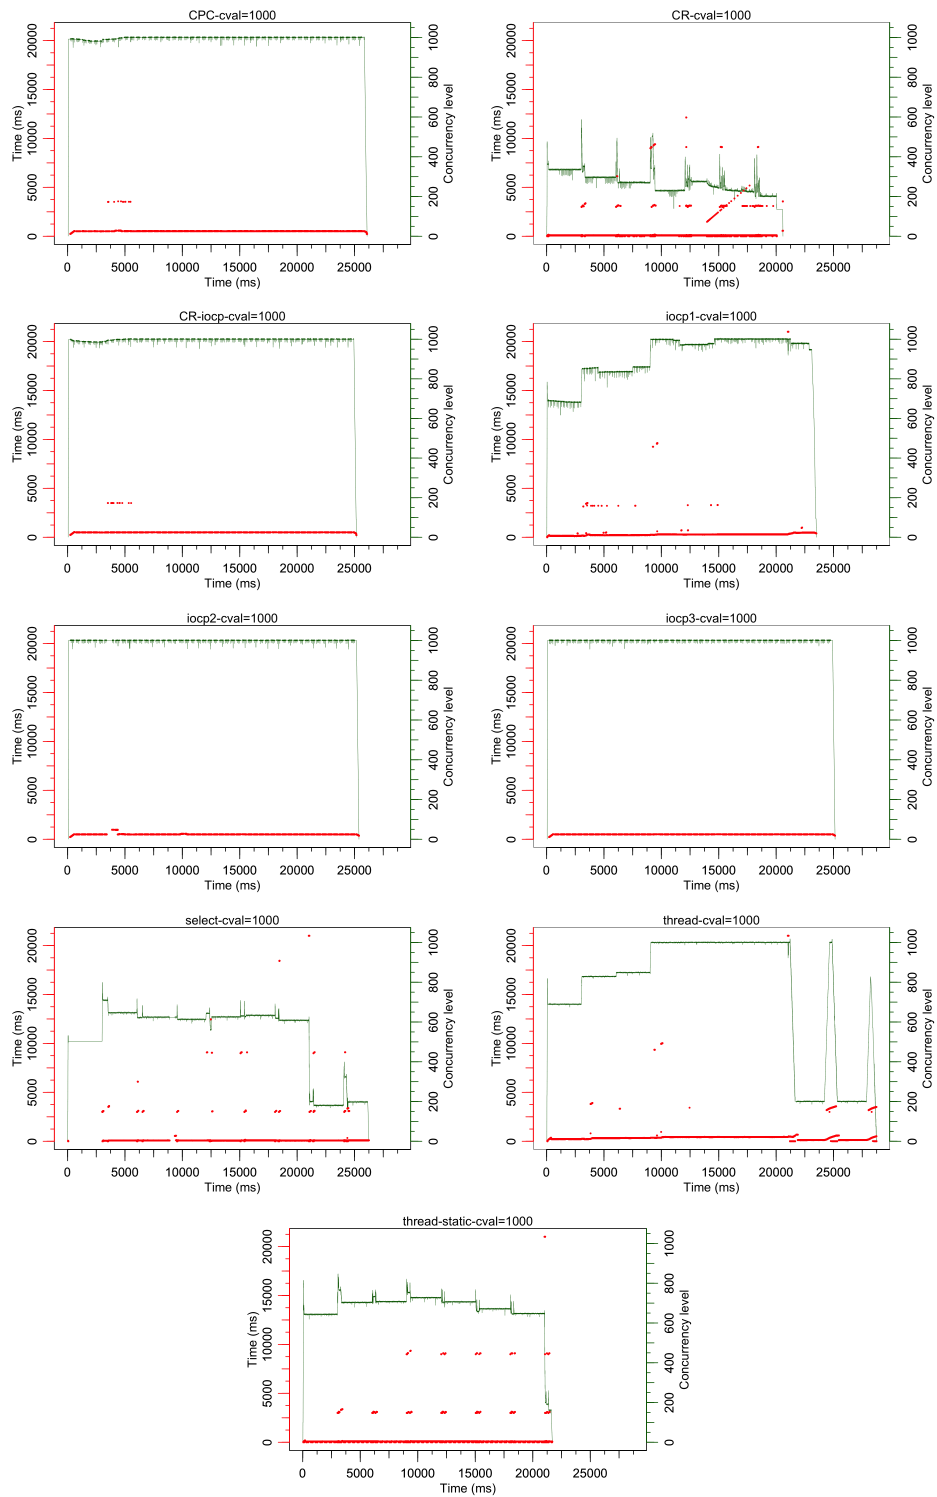 CPC-cval=1000
CR-cval=1000
Time (ms)
0 5000 10000 15000 20000
Concurrency level
0 200 400 600 800 1000
0 5000 10000 15000 20000 25000
Time (ms)
Time (ms)
0 5000 10000 15000 20000
Concurrency level
0 200 400 600 800 1000
0 5000 10000 15000 20000 25000
Time (ms)
CR-iocp-cval=1000
iocp1-cval=1000
Time (ms)
0 5000 10000 15000 20000
Concurrency level
0 200 400 600 800 1000
0 5000 10000 15000 20000 25000
Time (ms)
Time (ms)
0 5000 10000 15000 20000
Concurrency level
0 200 400 600 800 1000
0 5000 10000 15000 20000 25000
Time (ms)
iocp2-cval=1000
iocp3-cval=1000
Time (ms)
0 5000 10000 15000 20000
Concurrency level
0 200 400 600 800 1000
0 5000 10000 15000 20000 25000
Time (ms)
Time (ms)
0 5000 10000 15000 20000
Concurrency level
0 200 400 600 800 1000
0 5000 10000 15000 20000 25000
Time (ms)
select-cval=1000
thread-cval=1000
Time (ms)
0 5000 10000 15000 20000
Concurrency level
0 200 400 600 800 1000
0 5000 10000 15000 20000 25000
Time (ms)
Time (ms)
0 5000 10000 15000 20000
Concurrency level
0 200 400 600 800 1000
0 5000 10000 15000 20000 25000
Time (ms)
thread-static-cval=1000
Time (ms)
0 5000 10000 15000 20000
Concurrency level
0 200 400 600 800 1000
0 5000 10000 15000 20000 25000
Time (ms)